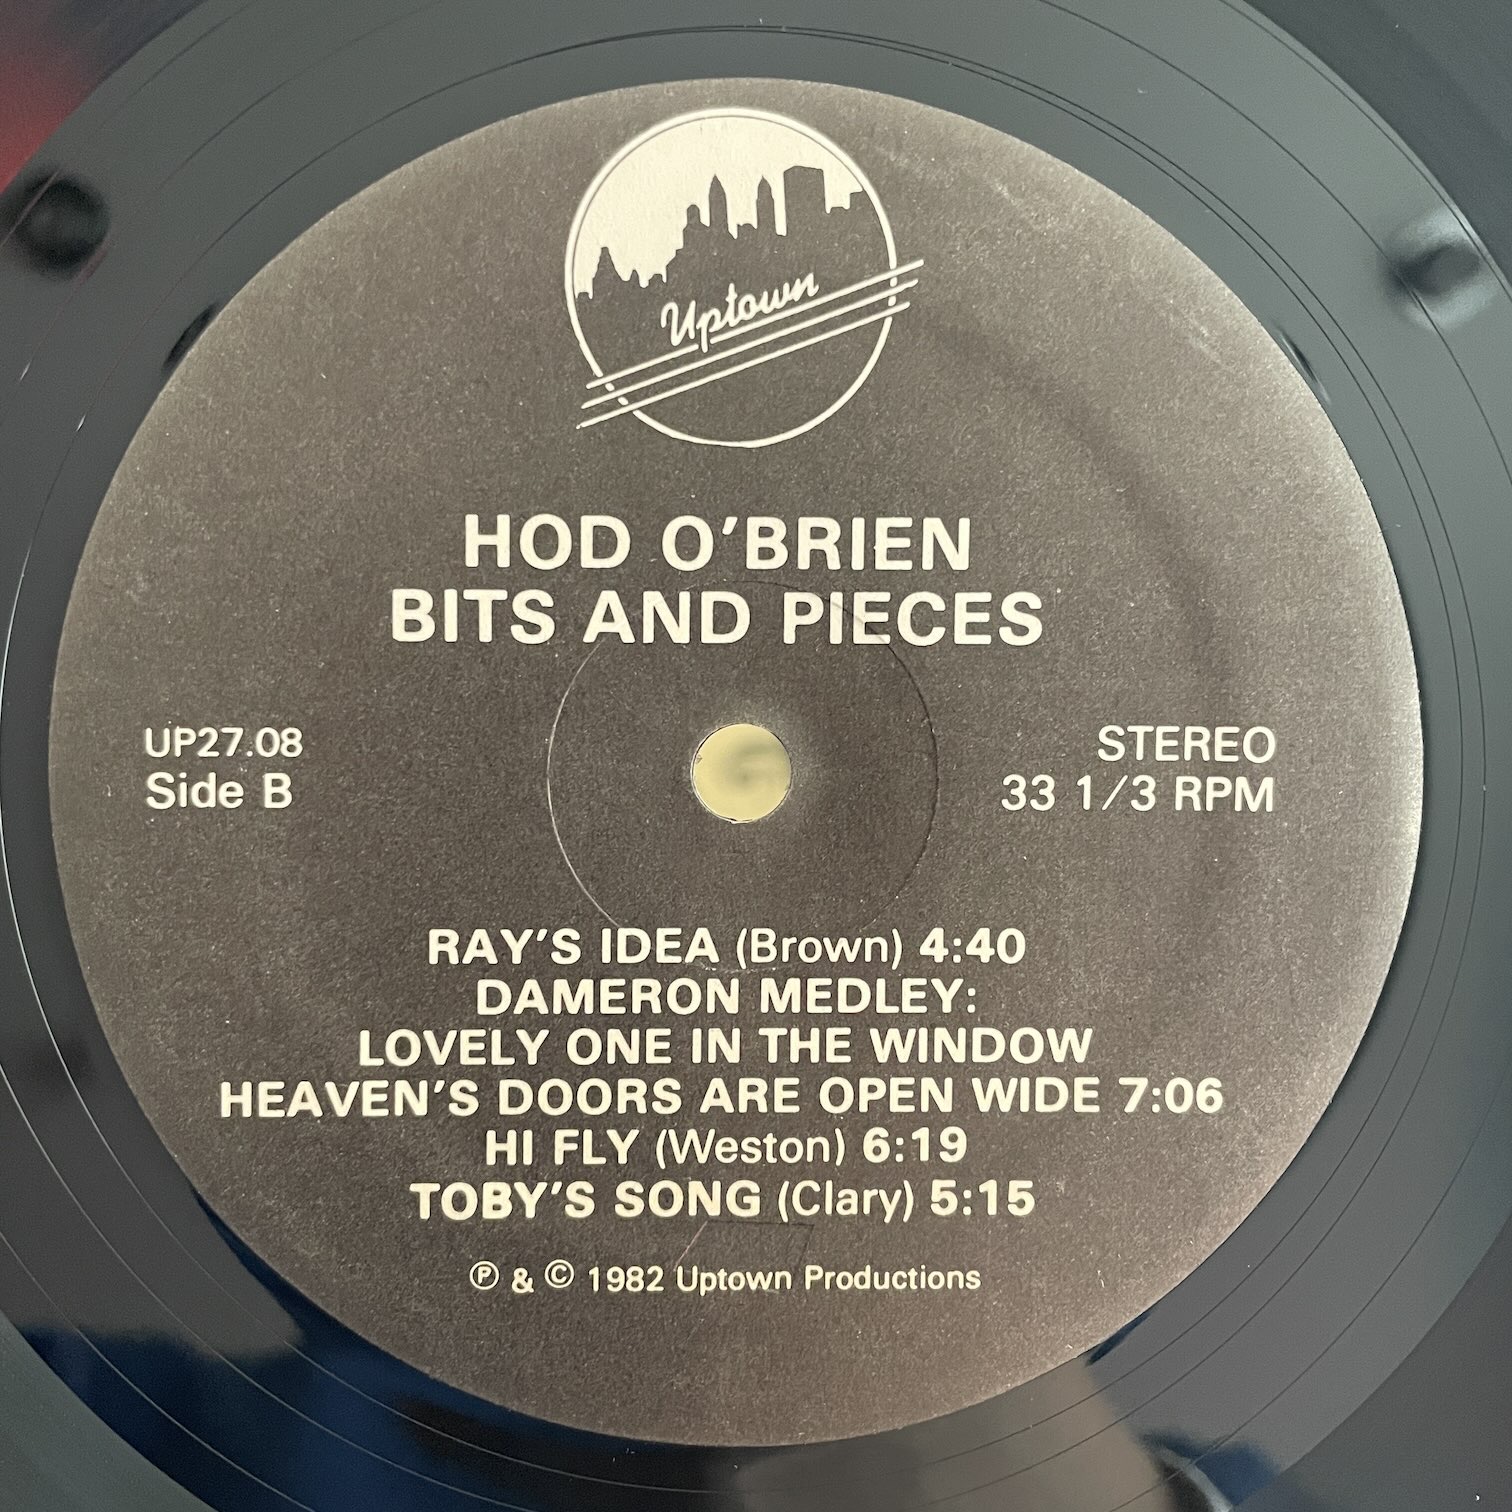 Uptown
HOD O'BRIEN
BITS AND PIECES
UP27.08
Side B
STEREO
33 1/3 RPM
RAY'S IDEA (Brown) 4:40
DAMERON MEDLEY:
LOVELY ONE IN THE WINDOW
HEAVEN'S DOORS ARE OPEN WIDE 7:06
HI FLY (Weston) 6:19
TOBY'S SONG (Clary) 5:15
℗ & © 1982 Uptown Productions